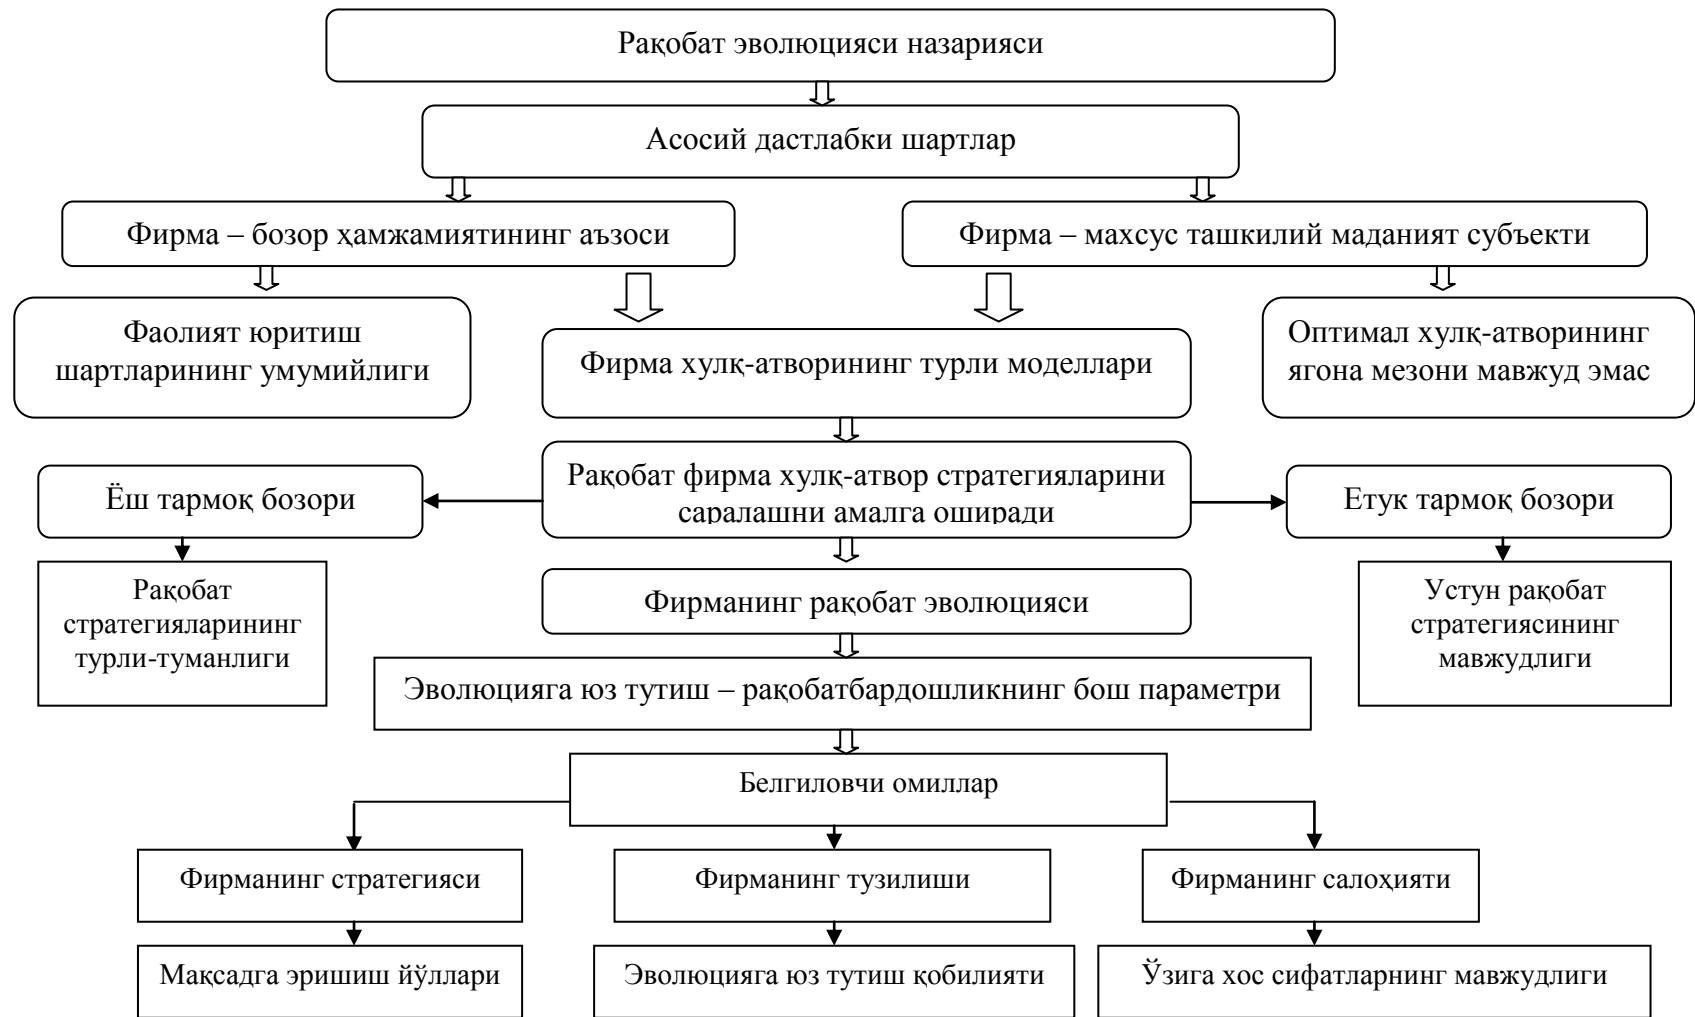 Рақобат эволюцияси назарияси
Асосий дастлабки шартлар
Фирма – бозор ҳамжамиятининг аъзоси
Фирма – махсус ташкилий маданият субъекти
Фаолият юритиш
шартларининг умумийлиги
Фирма хулқ-атворининг турли моделлари
Оптимал хулқ-атворининг
ягона мезони мавжуд эмас
Ёш тармоқ бозори
Рақобат фирма хулқ-атвор стратегияларини
саралашни амалга оширади
Етук тармоқ бозори
Рақобат
стратегияларининг
турли-туманлиги
Фирманинг рақобат эволюцияси
Устун рақобат
стратегиясининг
мавжудлиги
Эволюцияга юз тутиш – рақобатбардошликнинг бош параметри
Белгиловчи омиллар
Фирманинг стратегияси
Фирманинг тузилиши
Фирманинг салоҳияти
Мақсадга эришиш йўллари
Эволюцияга юз тутиш қобилияти
Ўзига хос сифатларнинг мавжудлиги